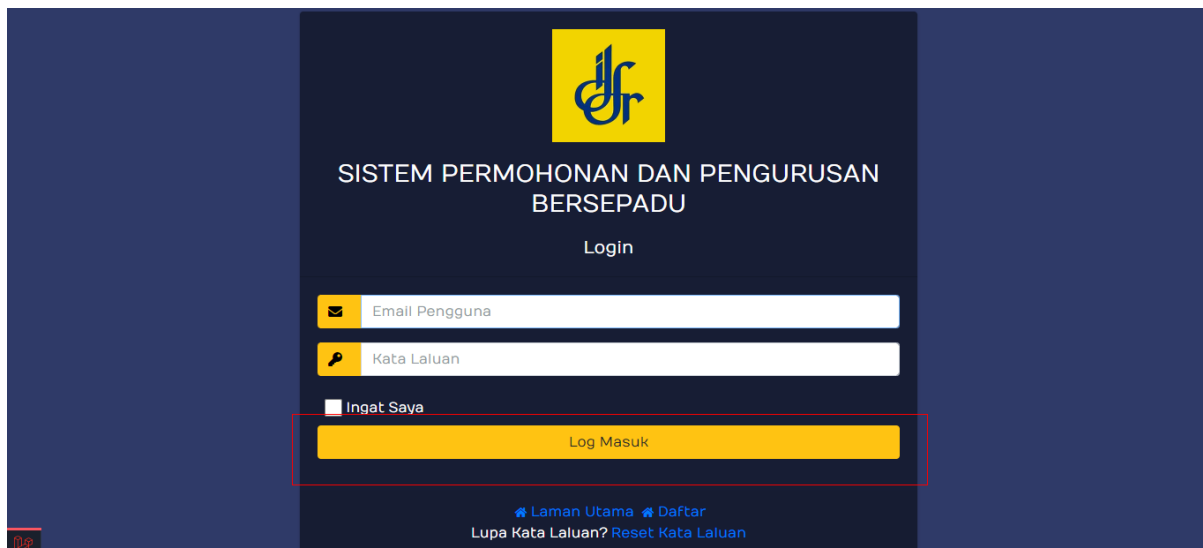 SISTEM PERMOHONAN DAN PENGURUSAN
BERSEPADU
Login
Email Pengguna
Kata Laluan
Ingat Saya
Log Masuk
Laman Utama Daftar
Lupa Kata Laluan? Reset Kata Laluan